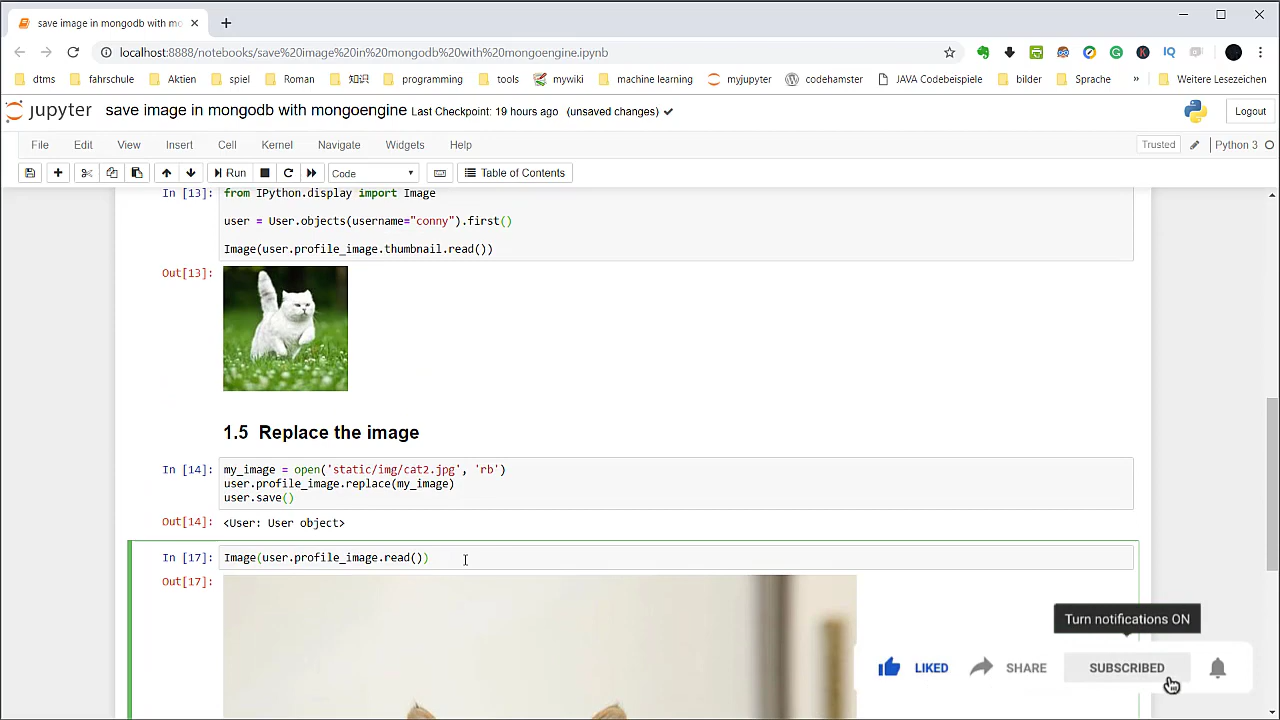 save image in mongodb with mo
localhost:8888/notebooks/save%20image%20in%20mongodb%20with%20mongoengine.ipynb
dtms
fahrschule
Aktien
spiel
Roman
知识
programming
tools
mywiki
machine learning
myjupyter
codehamster
JAVA Codebeispiele
bilder
Sprache
»
Weitere Lesezeichen
jupyter
save image in mongodb with mongoengine
Last Checkpoint: 19 hours ago
(unsaved changes)
Logout
File
Edit
View
Insert
Cell
Kernel
Navigate
Widgets
Help
Trusted
Python 3
Run
Code
Table of Contents
In [13]: from IPython.display import Image
user = User.objects(username="conny").first()
Image(user.profile_image.thumbnail.read())
Out[13]:
1.5 Replace the image
In [14]: my_image = open('static/img/cat2.jpg', 'rb')
user.profile_image.replace(my_image)
user.save()
Out[14]: <User: User object>
In [17]: Image(user.profile_image.read())
Out[17]:
Turn notifications ON
LIKED
SHARE
SUBSCRIBED